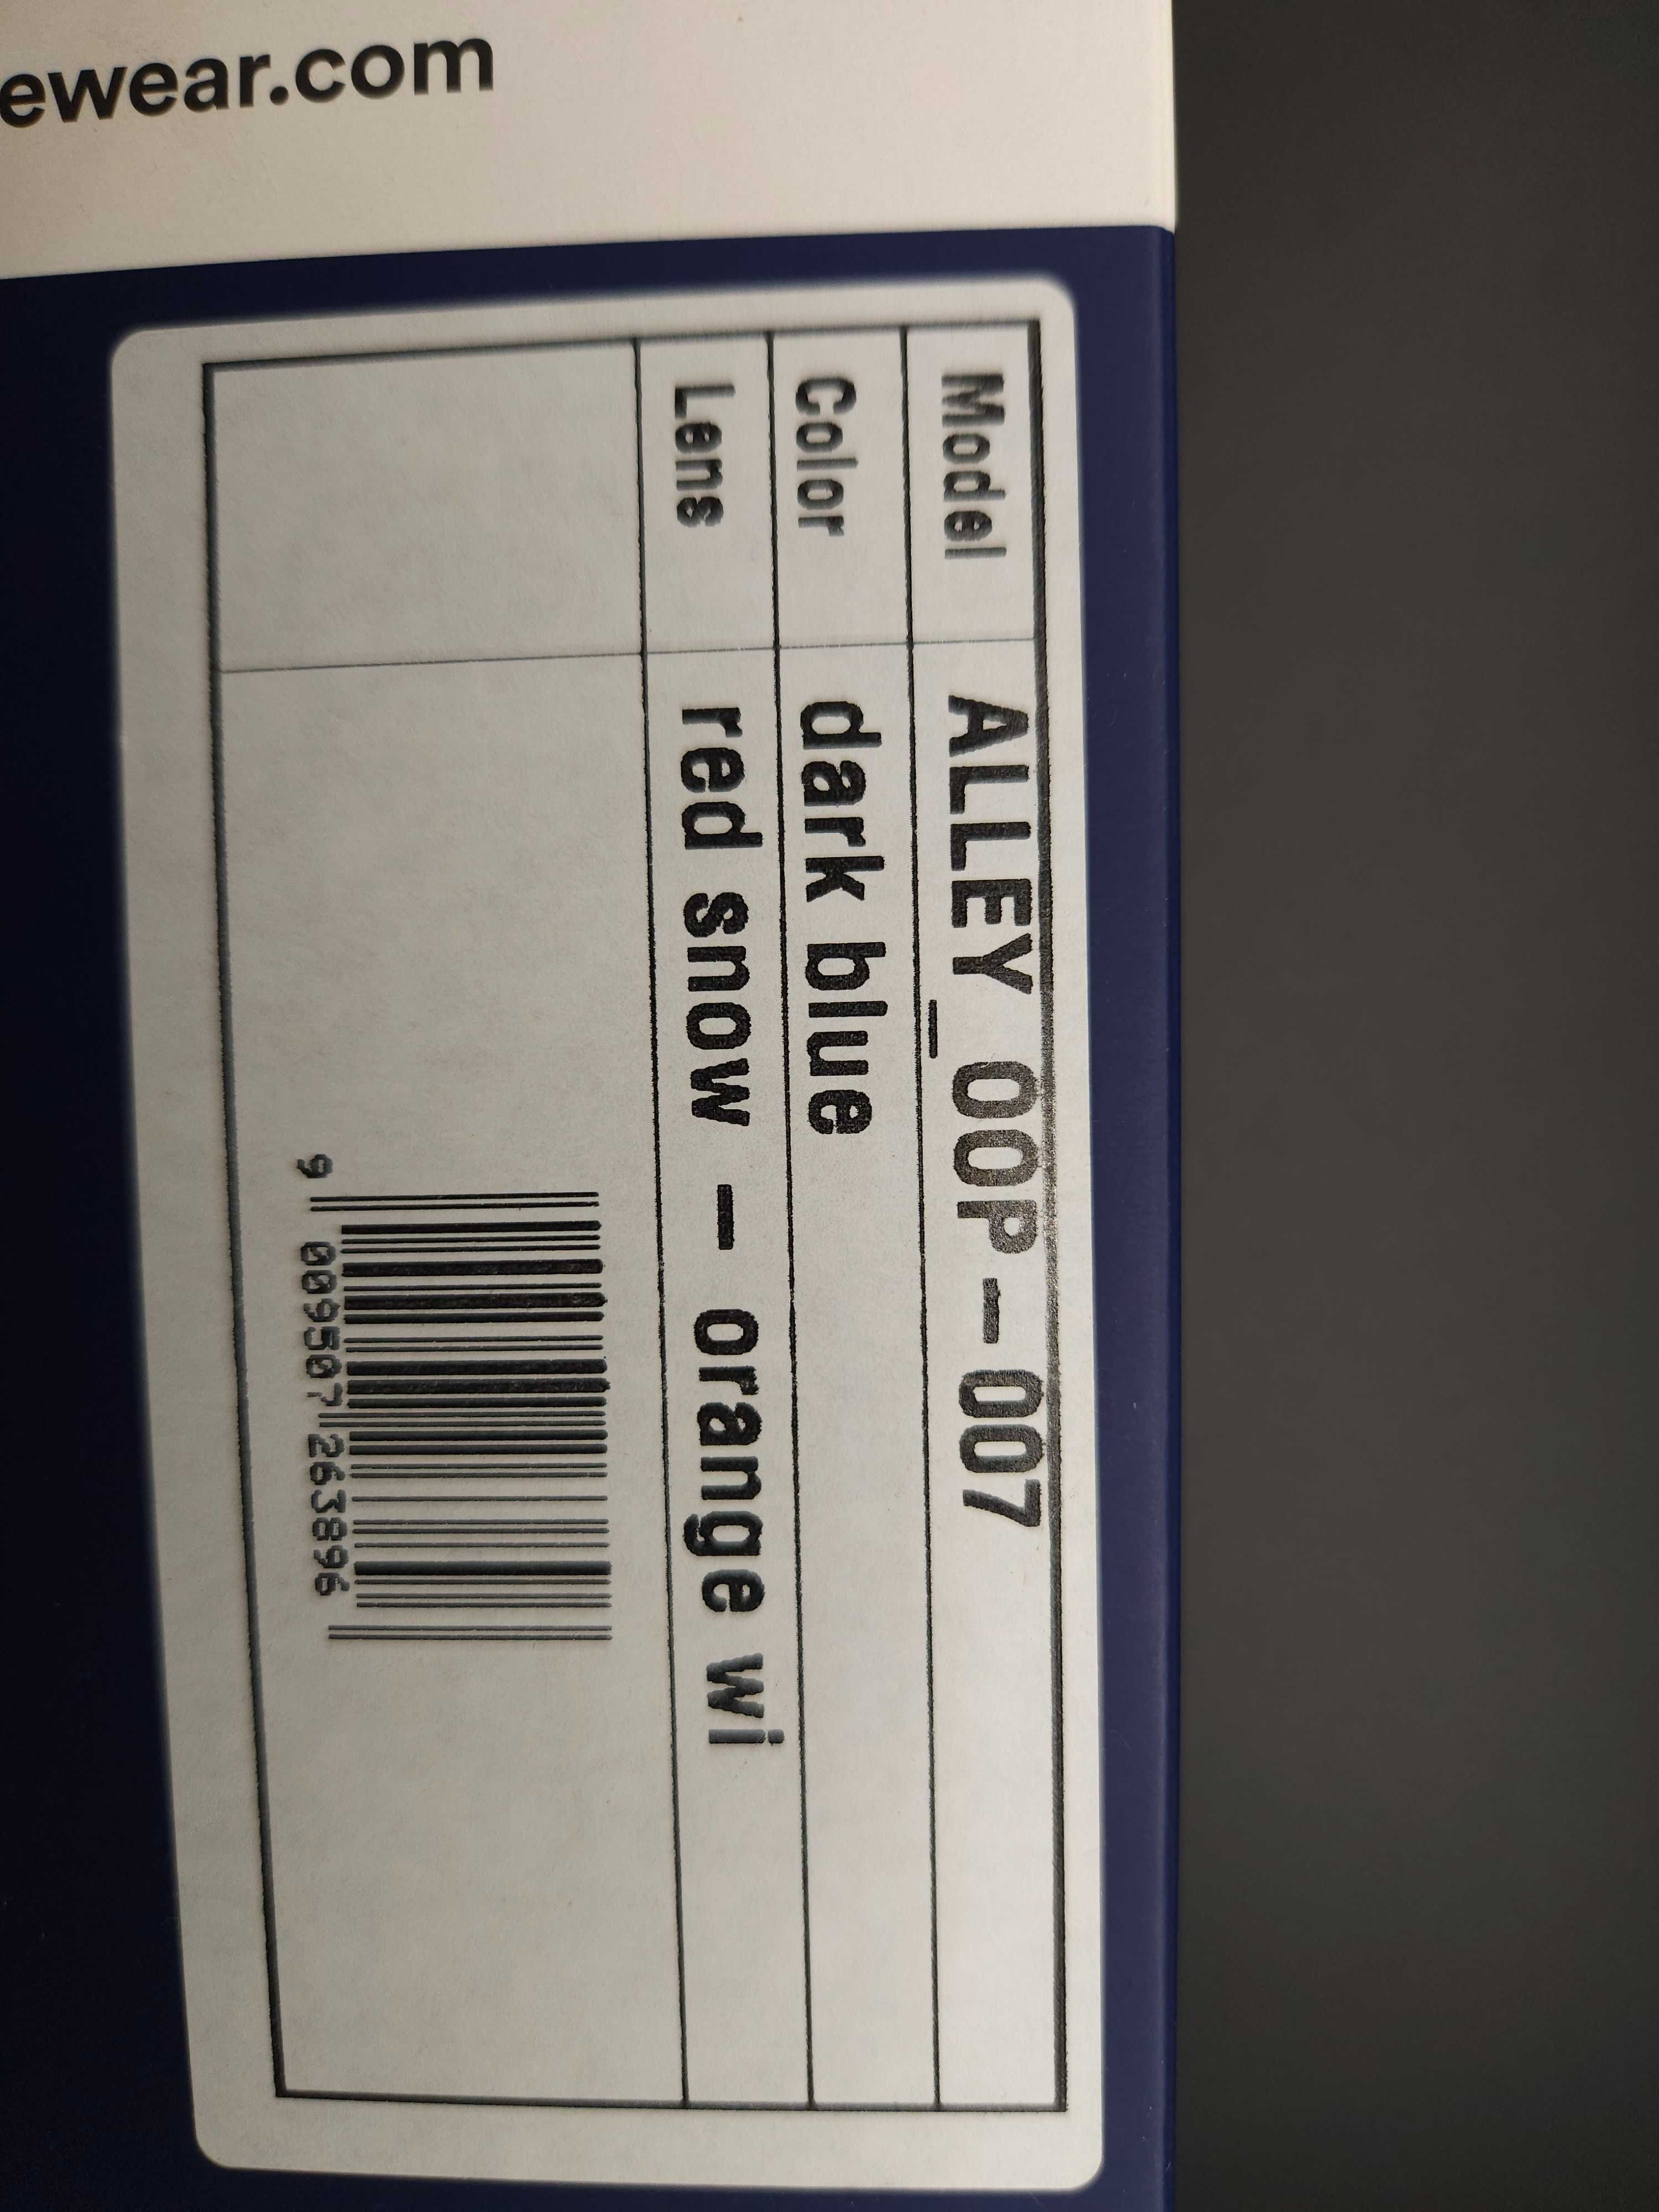 ewear.com
Model ALLEY_OOP-007
Color dark blue
Lens red snow - orange wi
9 009507 263896